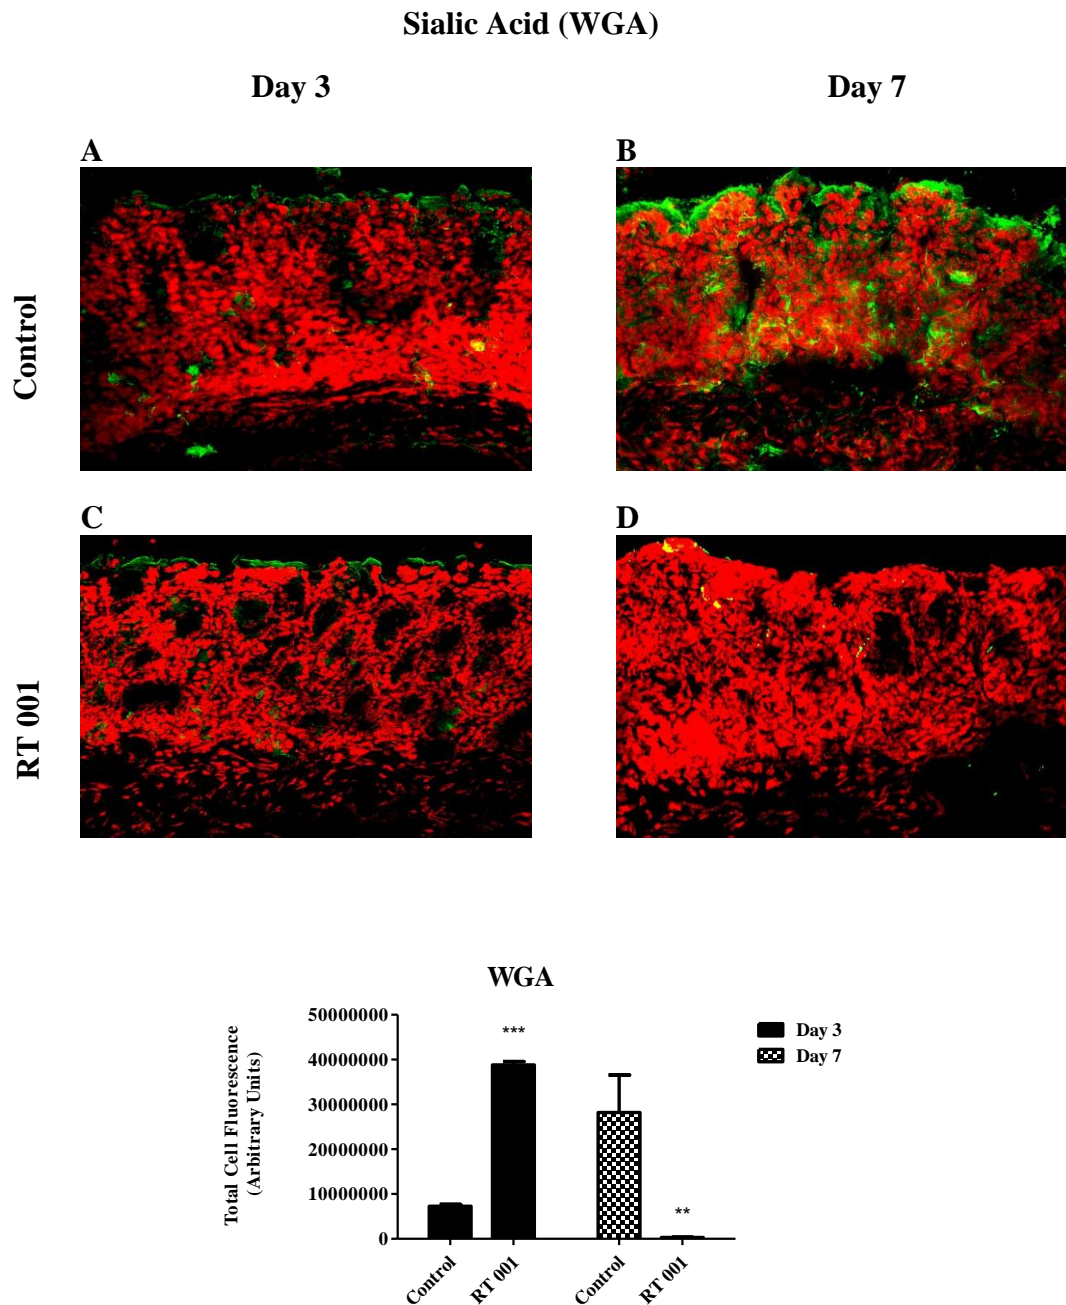 Sialic Acid (WGA)
Day 3
Day 7
A
B
Control
C
D
RT 001
WGA
Total Cell Fluorescence
(Arbitrary Units)
50000000
40000000
30000000
20000000
10000000
0
***
**
Day 3
Day 7
Control
RT 001
Control
RT 001